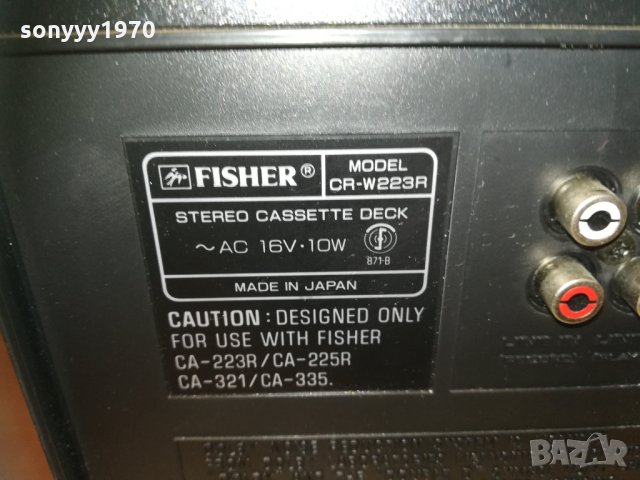 sonyyy1970
FISHER® MODEL CR-W223R
STEREO CASSETTE DECK
~AC 16V·10W
871-B
MADE IN JAPAN
CAUTION: DESIGNED ONLY
FOR USE WITH FISHER
CA-223R/CA-225R
CA-321/CA-335.
BAZAR